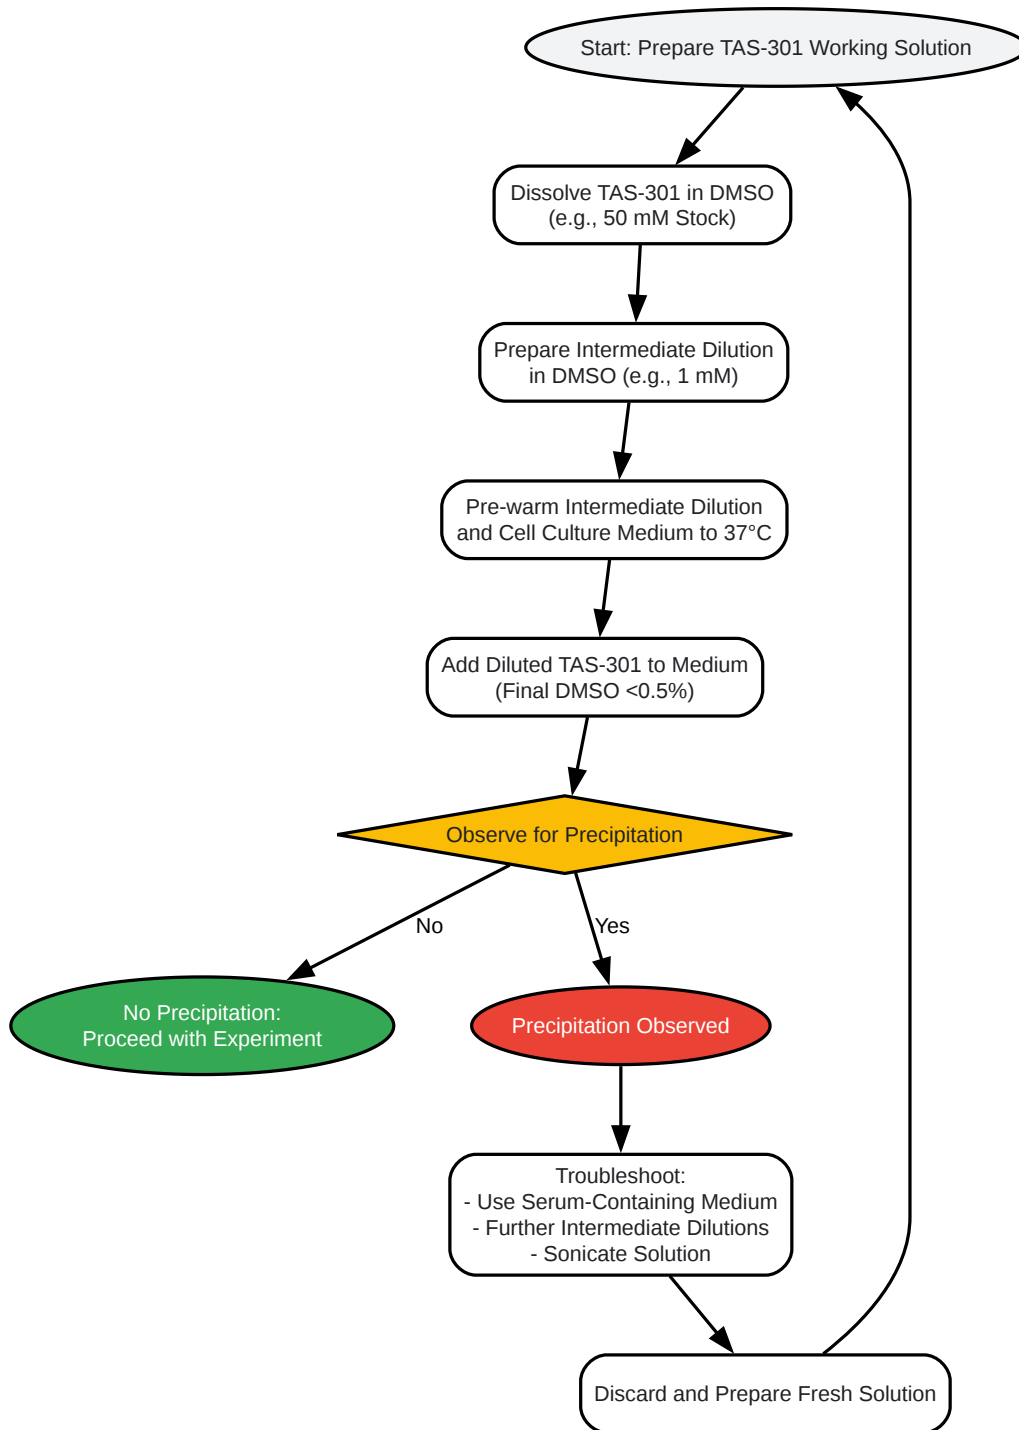 Start: Prepare TAS-301 Working Solution
Dissolve TAS-301 in DMSO
(e.g., 50 mM Stock)
Prepare Intermediate Dilution
in DMSO (e.g., 1 mM)
Pre-warm Intermediate Dilution
and Cell Culture Medium to 37°C
Add Diluted TAS-301 to Medium
(Final DMSO <0.5%)
Observe for Precipitation
No
Yes
No Precipitation:
Proceed with Experiment
Precipitation Observed
Troubleshoot:
- Use Serum-Containing Medium
- Further Intermediate Dilutions
- Sonicate Solution
Discard and Prepare Fresh Solution